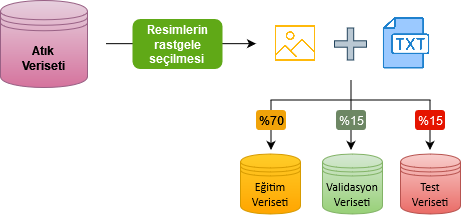 Atık
Veriseti
Resimlerin
rastgele
seçilmesi
TXT
%70
%15
%15
Eğitim
Veriseti
Validasyon
Veriseti
Test
Veriseti